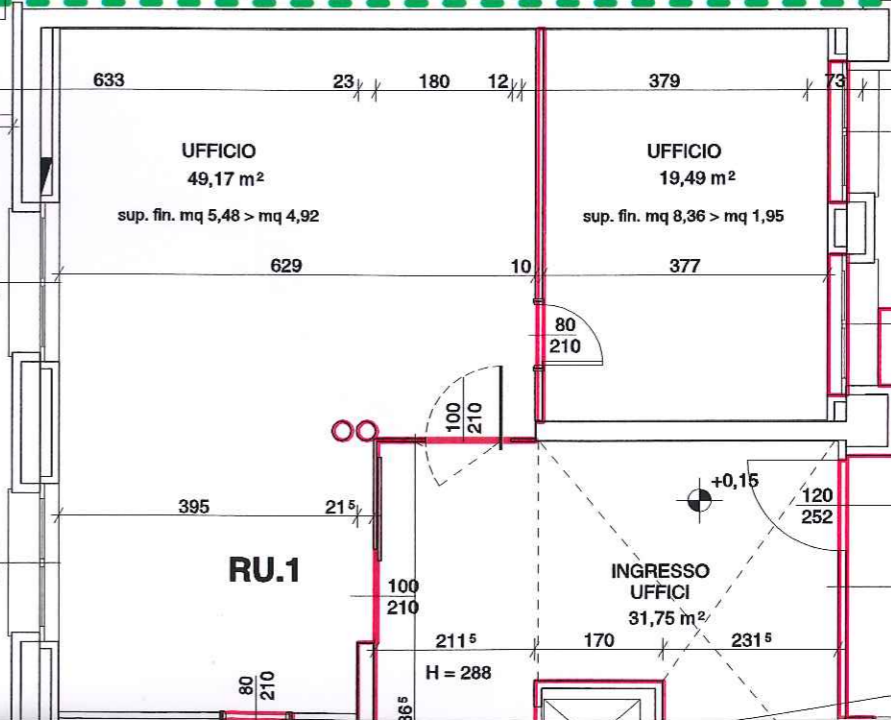 633 23 180 12 379 73
UFFICIO
49,17 m²
sup. fin. mq 5,48 > mq 4,92
UFFICIO
19,49 m²
sup. fin. mq 8,36 > mq 1,95
629 10 377
80
210
100
210
+0,15
120
252
395 21⁵
RU.1
100
210
INGRESSO
UFFICI
31,75 m²
211⁵ 170 231⁵
H = 288
80
210
36⁵